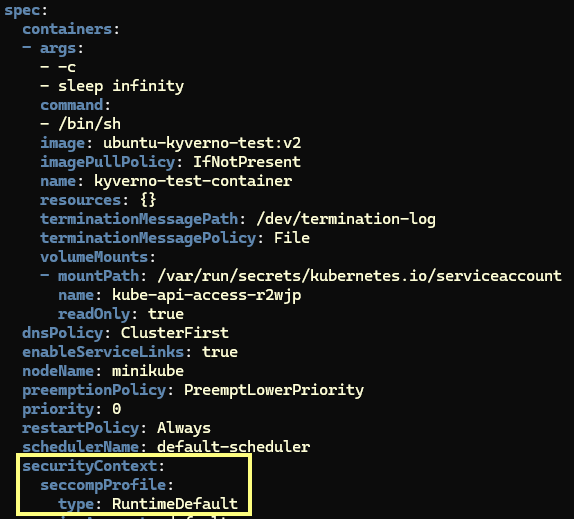 spec:
  containers:
  - args:
    - -c
    - sleep infinity
    command:
    - /bin/sh
    image: ubuntu-kyverno-test:v2
    imagePullPolicy: IfNotPresent
    name: kyverno-test-container
    resources: {}
    terminationMessagePath: /dev/termination-log
    terminationMessagePolicy: File
    volumeMounts:
    - mountPath: /var/run/secrets/kubernetes.io/serviceaccount
      name: kube-api-access-r2wjp
      readOnly: true
  dnsPolicy: ClusterFirst
  enableServiceLinks: true
  nodeName: minikube
  preemptionPolicy: PreemptLowerPriority
  priority: 0
  restartPolicy: Always
  schedulerName: default-scheduler
  securityContext:
    seccompProfile:
      type: RuntimeDefault